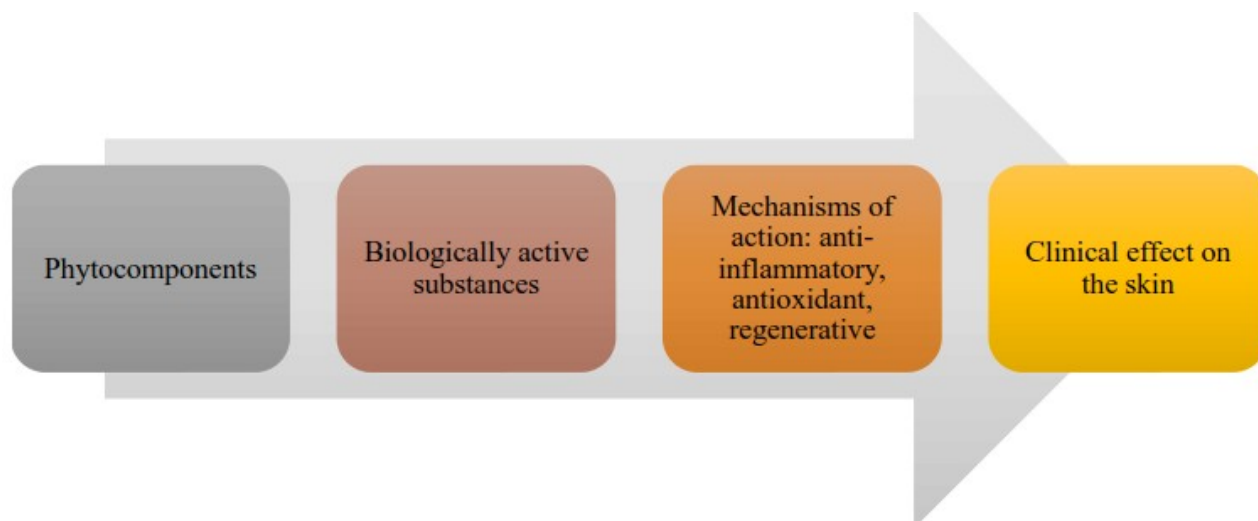 Phytocomponents
Biologically active
substances
Mechanisms of
action: anti-
inflammatory,
antioxidant,
regenerative
Clinical effect on
the skin